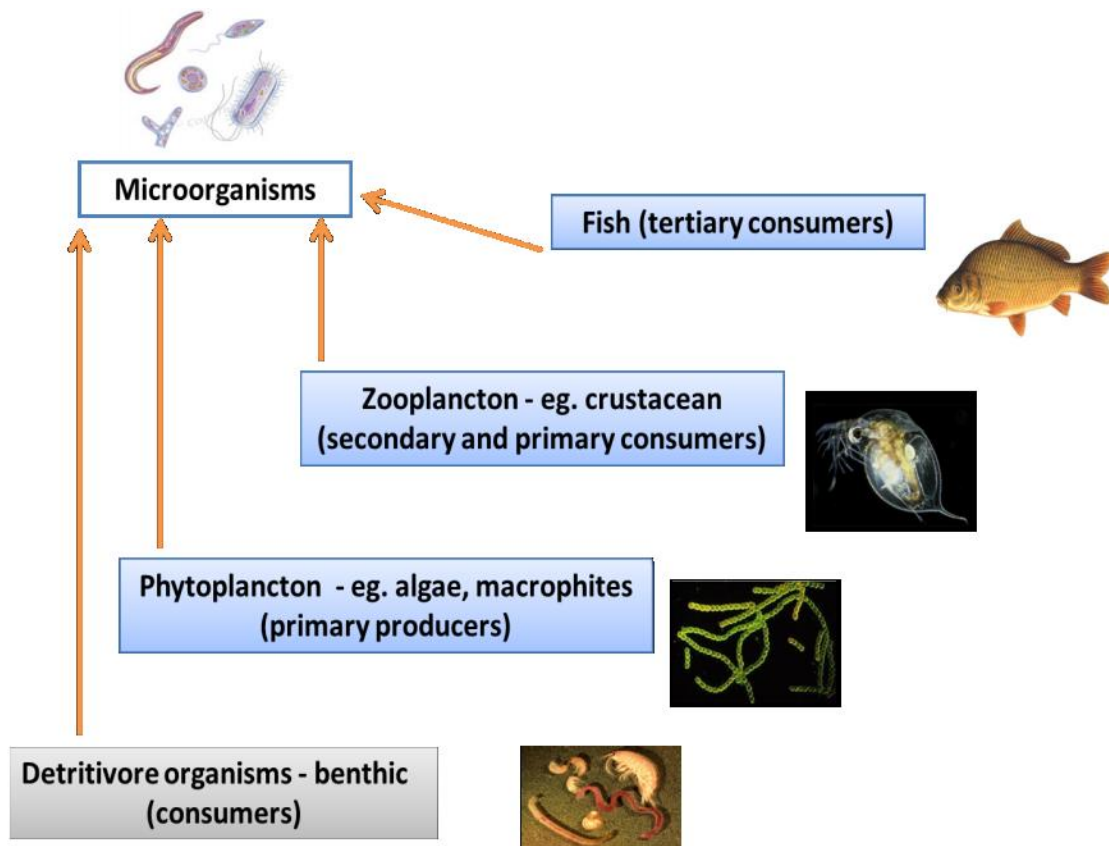 Microorganisms
Fish (tertiary consumers)
Zooplancton - eg. crustacean
(secondary and primary consumers)
Phytoplancton - eg. algae, macrophites
(primary producers)
Detritivore organisms - benthic
(consumers)